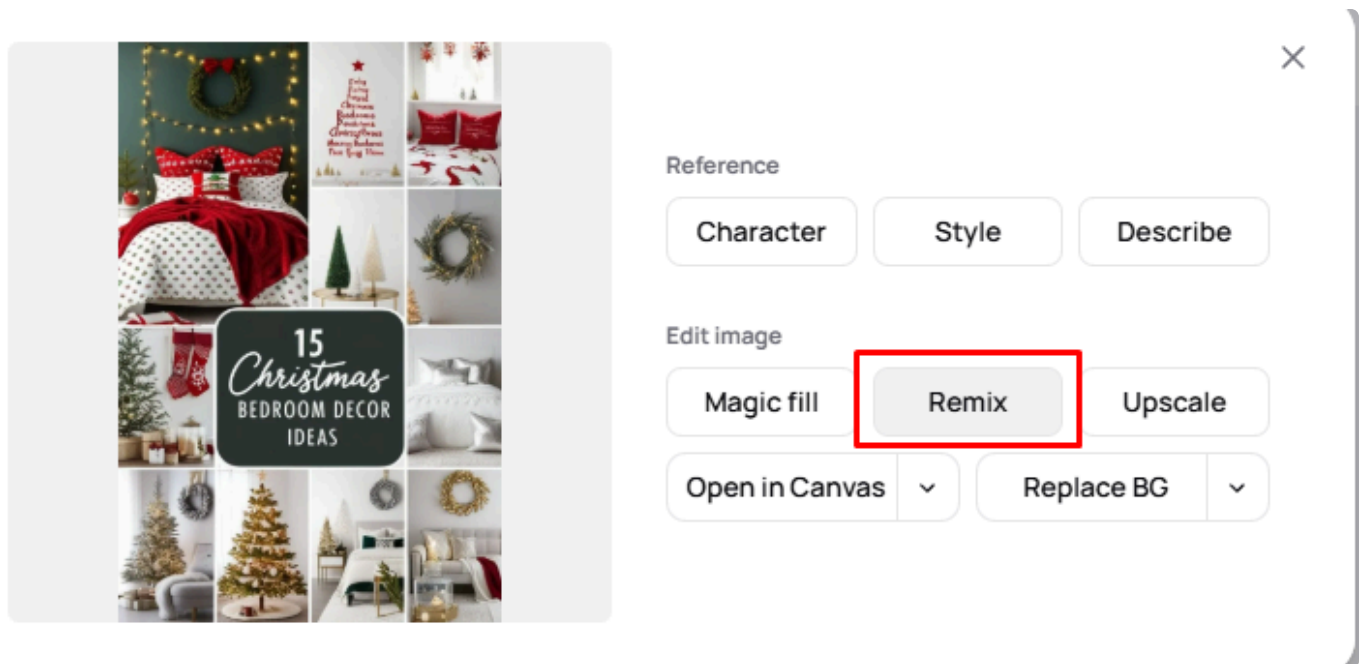 15
Christmas
BEDROOM DECOR
IDEAS
Reference
Character
Style
Describe
Edit image
Magic fill
Remix
Upscale
Open in Canvas
Replace BG